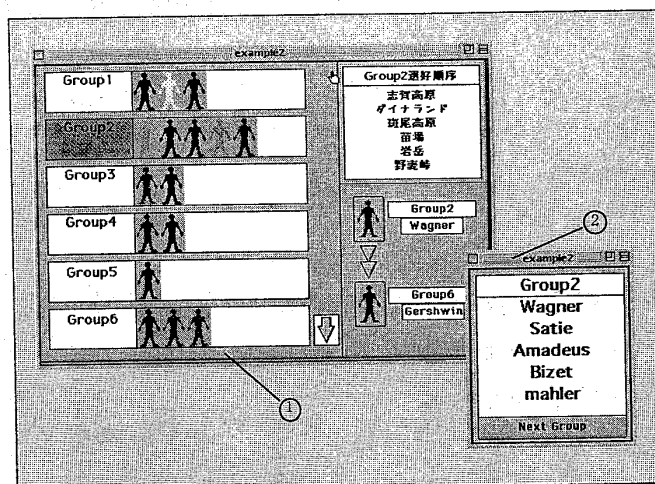 example2
Group1
Group2
Group3
Group4
Group5
Group6
①
Group2選好順序
志賀高原
ダイナランド
斑尾高原
苗場
岩岳
野麦峠
Group2
Wagner
Group6
Gershwin
②
example2
Group2
Wagner
Satie
Amadeus
Bizet
mahler
Next Group